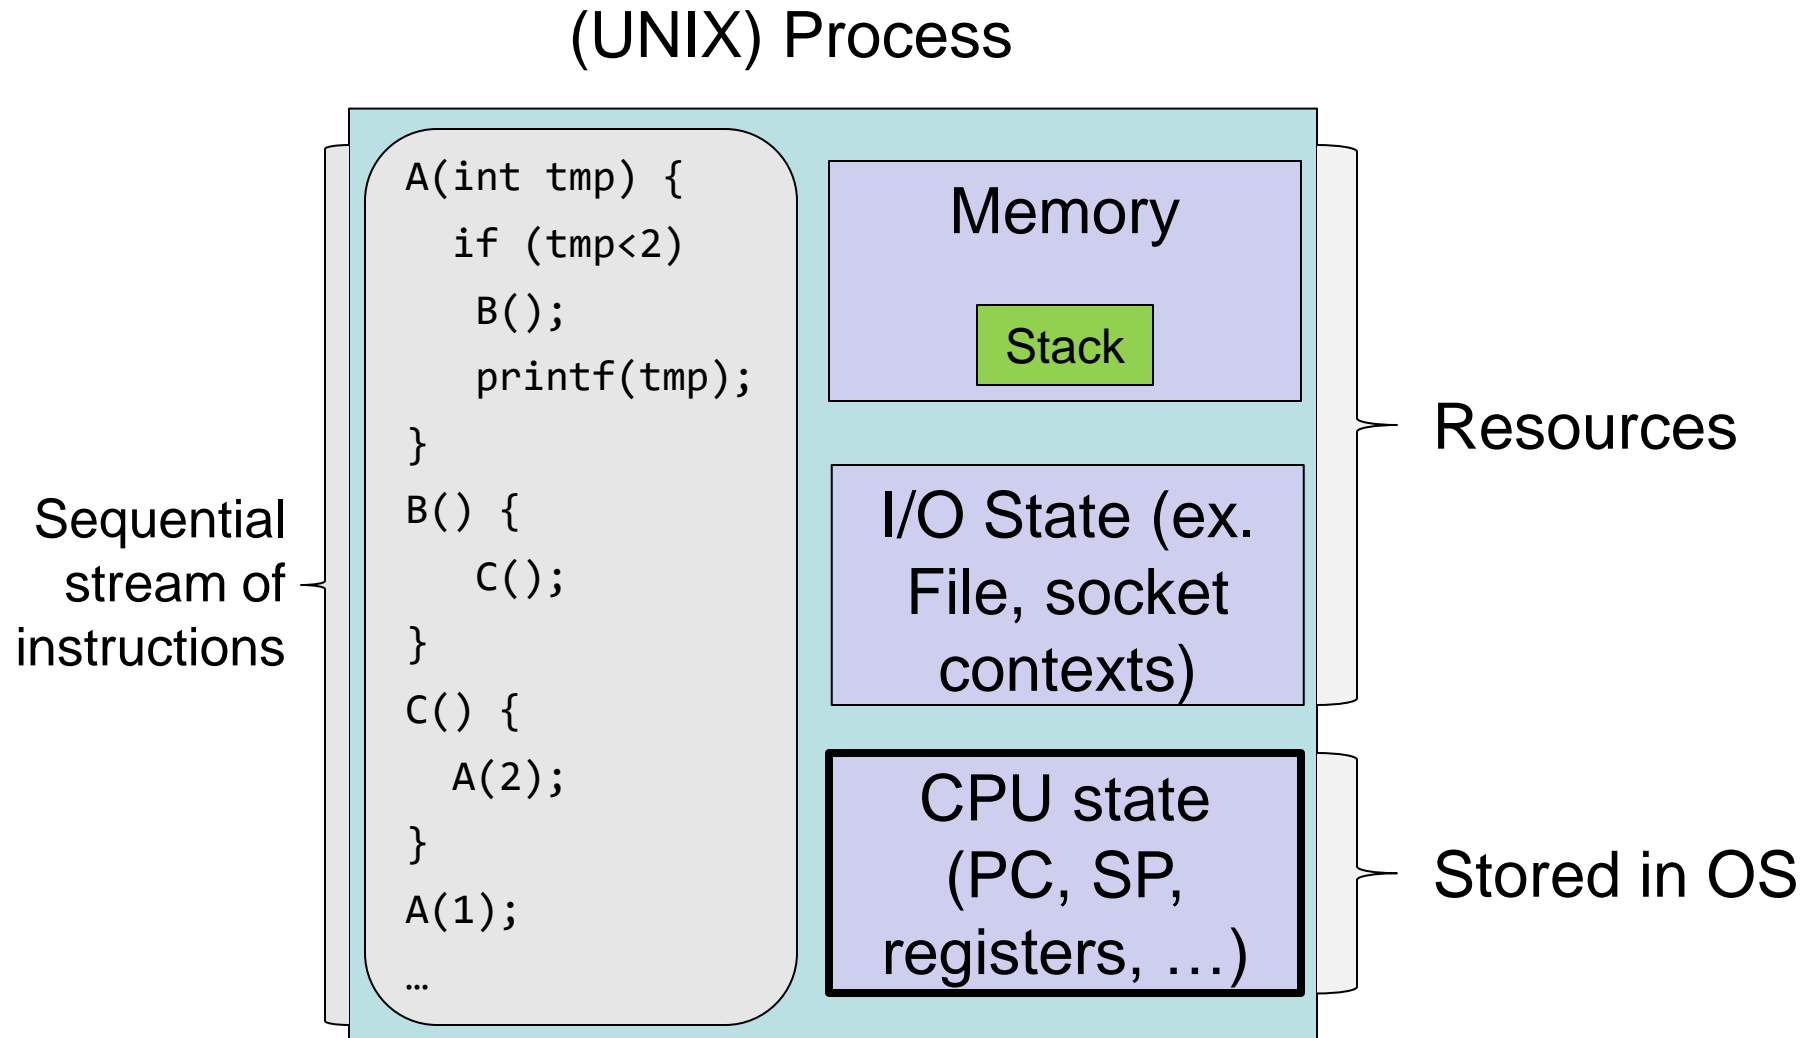 (UNIX) Process
Sequential
stream of
instructions
A(int tmp) {
if (tmp<2)
B();
printf(tmp);
}
B() {
C();
}
C() {
A(2);
}
A(1);
…
Memory
Stack
I/O State (ex.
File, socket
contexts)
CPU state
(PC, SP,
registers, …)
Resources
Stored in OS